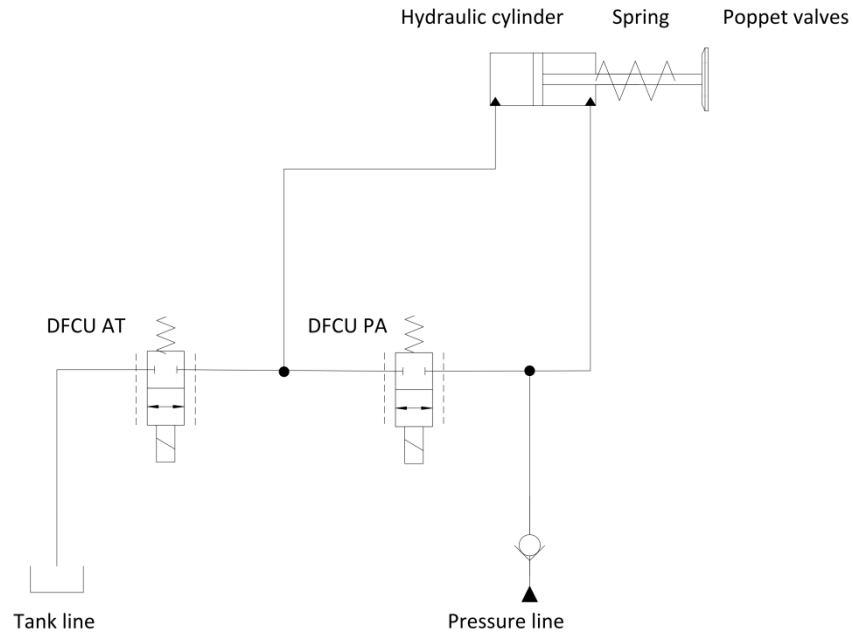 Hydraulic cylinder Spring Poppet valves
DFCU AT DFCU PA
Tank line Pressure line